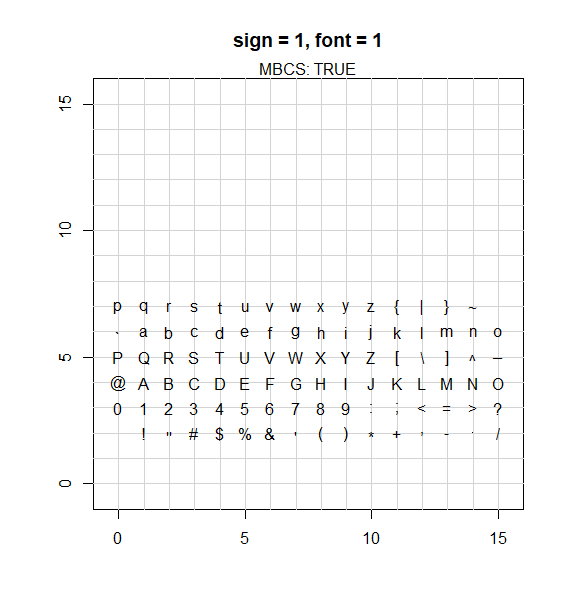 sign = 1, font = 1
MBCS: TRUE
15
10
p q r s t u v w x y z { | } ~
` a b c d e f g h i j k l m n o
5
P Q R S T U V W X Y Z [ \ ] ^ _
@ A B C D E F G H I J K L M N O
0 1 2 3 4 5 6 7 8 9 : ; < = > ?
! " # $ % & ' ( ) * + , - . /
0
0 5 10 15